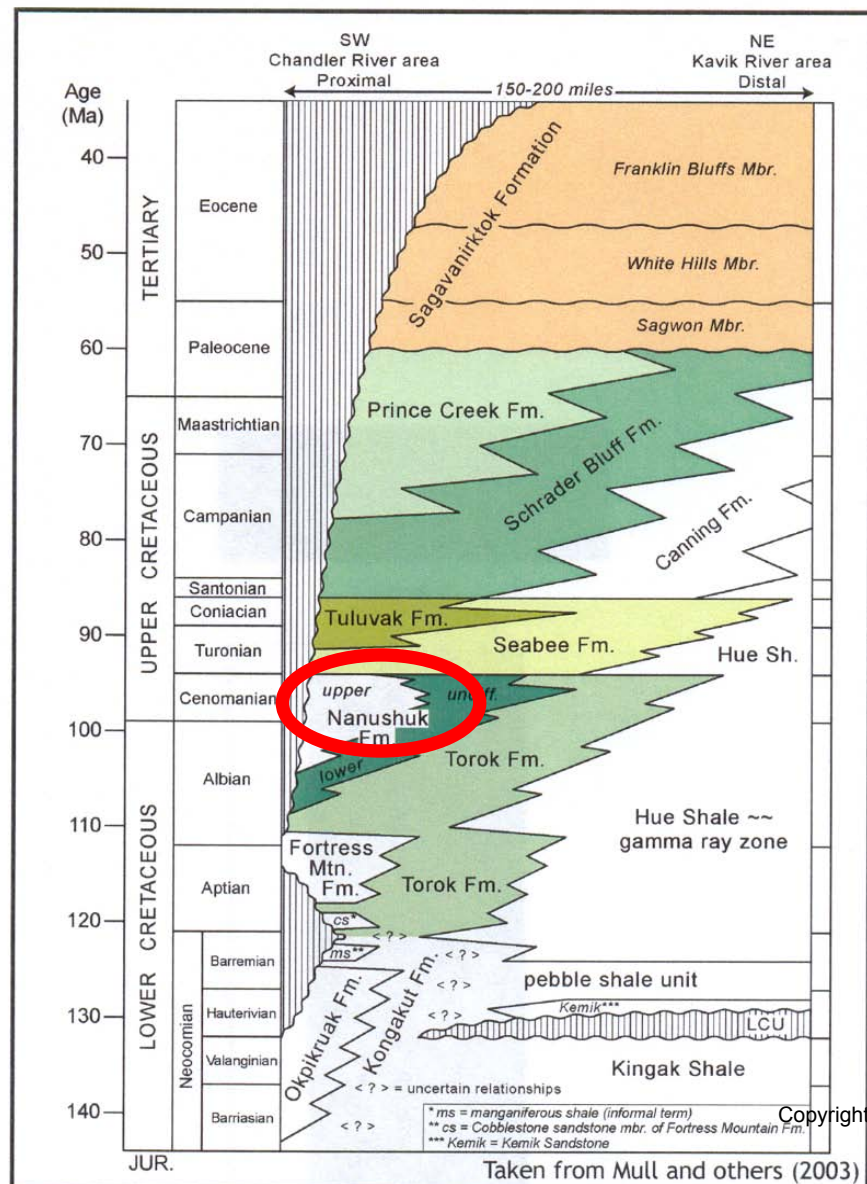 SW
Chandler River area
Proximal
NE
Kavik River area
Distal
150-200 miles
Age
(Ma)
40
50
60
70
80
90
100
110
120
130
140
TERTIARY
UPPER CRETACEOUS
LOWER CRETACEOUS
Neocomian
JUR.
Eocene
Paleocene
Maastrichtian
Campanian
Santonian
Coniacian
Turonian
Cenomanian
Albian
Aptian
Barremian
Hauterivian
Valanginian
Barriasian
Sagavanirktok Formation
Franklin Bluffs Mbr.
White Hills Mbr.
Sagwon Mbr.
Prince Creek Fm.
Schrader Bluff Fm.
Canning Fm.
Tuluvak Fm.
Seabee Fm.
Hue Sh.
upper
undiff.
Nanushuk
Fm
lower
Torok Fm.
Hue Shale ~~
gamma ray zone
Fortress
Mtn.
Fm.
Torok Fm.
cs*
< ? >
ms**
< ? >
pebble shale unit
< ? >
Kemik***
< ? >
LCU
Okpikruak Fm.
Kongakut Fm.
Kingak Shale
< ? > = uncertain relationships
< ? >
* ms = manganiferous shale (informal term)
** cs = Cobblestone sandstone mbr. of Fortress Mountain Fm.
*** Kemik = Kemik Sandstone
Copyright
Taken from Mull and others (2003)